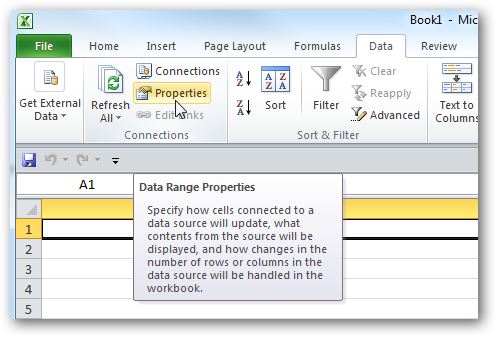 Book1 - Mic
File Home Insert Page Layout Formulas Data Review
Get External Data
Refresh All
Connections
Properties
Edit Links
Connections
Sort
Filter
Clear
Reapply
Advanced
Sort & Filter
Text to Columns
A1
Data Range Properties
Specify how cells connected to a
data source will update, what
contents from the source will be
displayed, and how changes in the
number of rows or columns in the
data source will be handled in the
workbook.
1
2
3
4
5